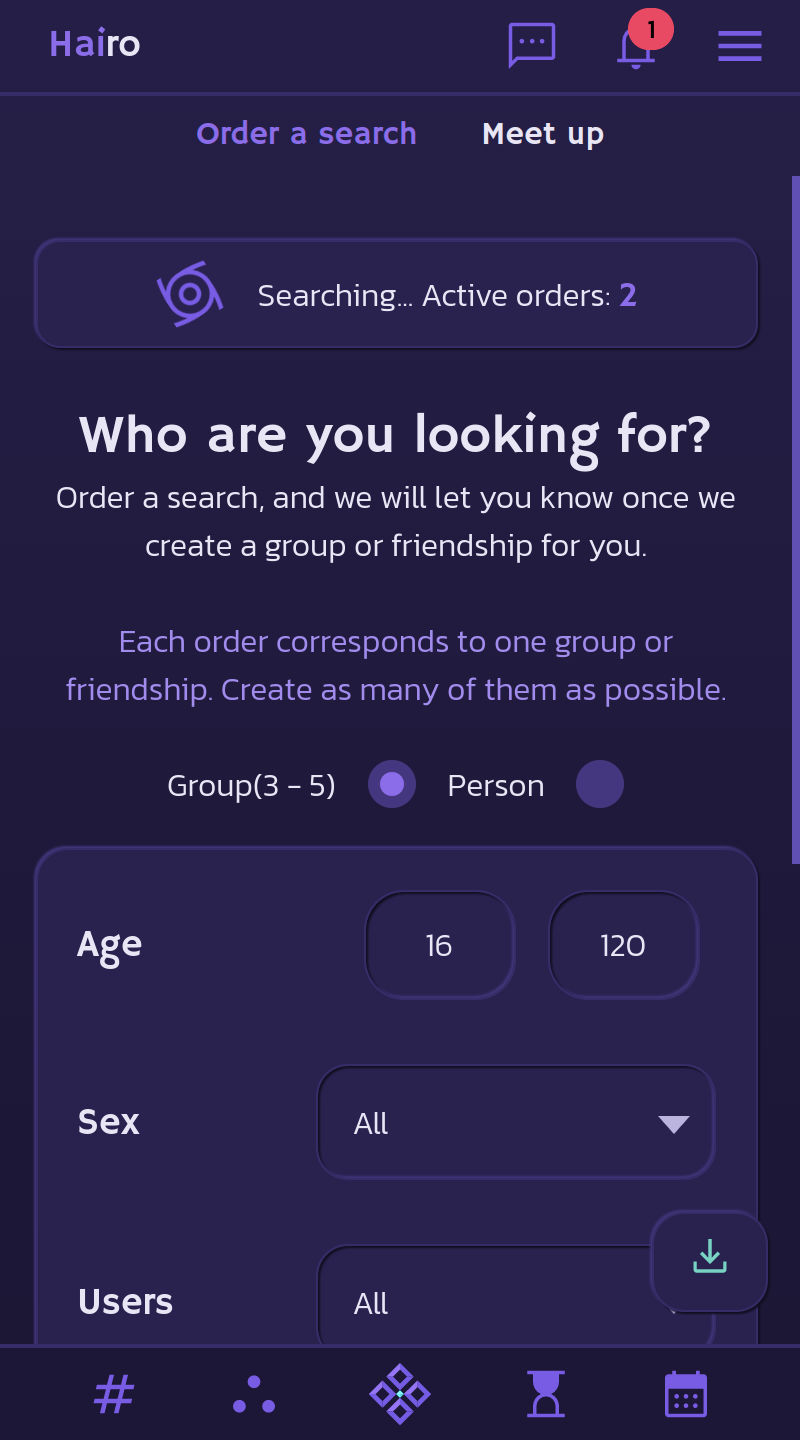 Hairo
1
Order a search Meet up
Searching... Active orders: 2
Who are you looking for?
Order a search, and we will let you know once we
create a group or friendship for you.
Each order corresponds to one group or
friendship. Create as many of them as possible.
Group(3 - 5) Person
Age 16 120
Sex All
Users All